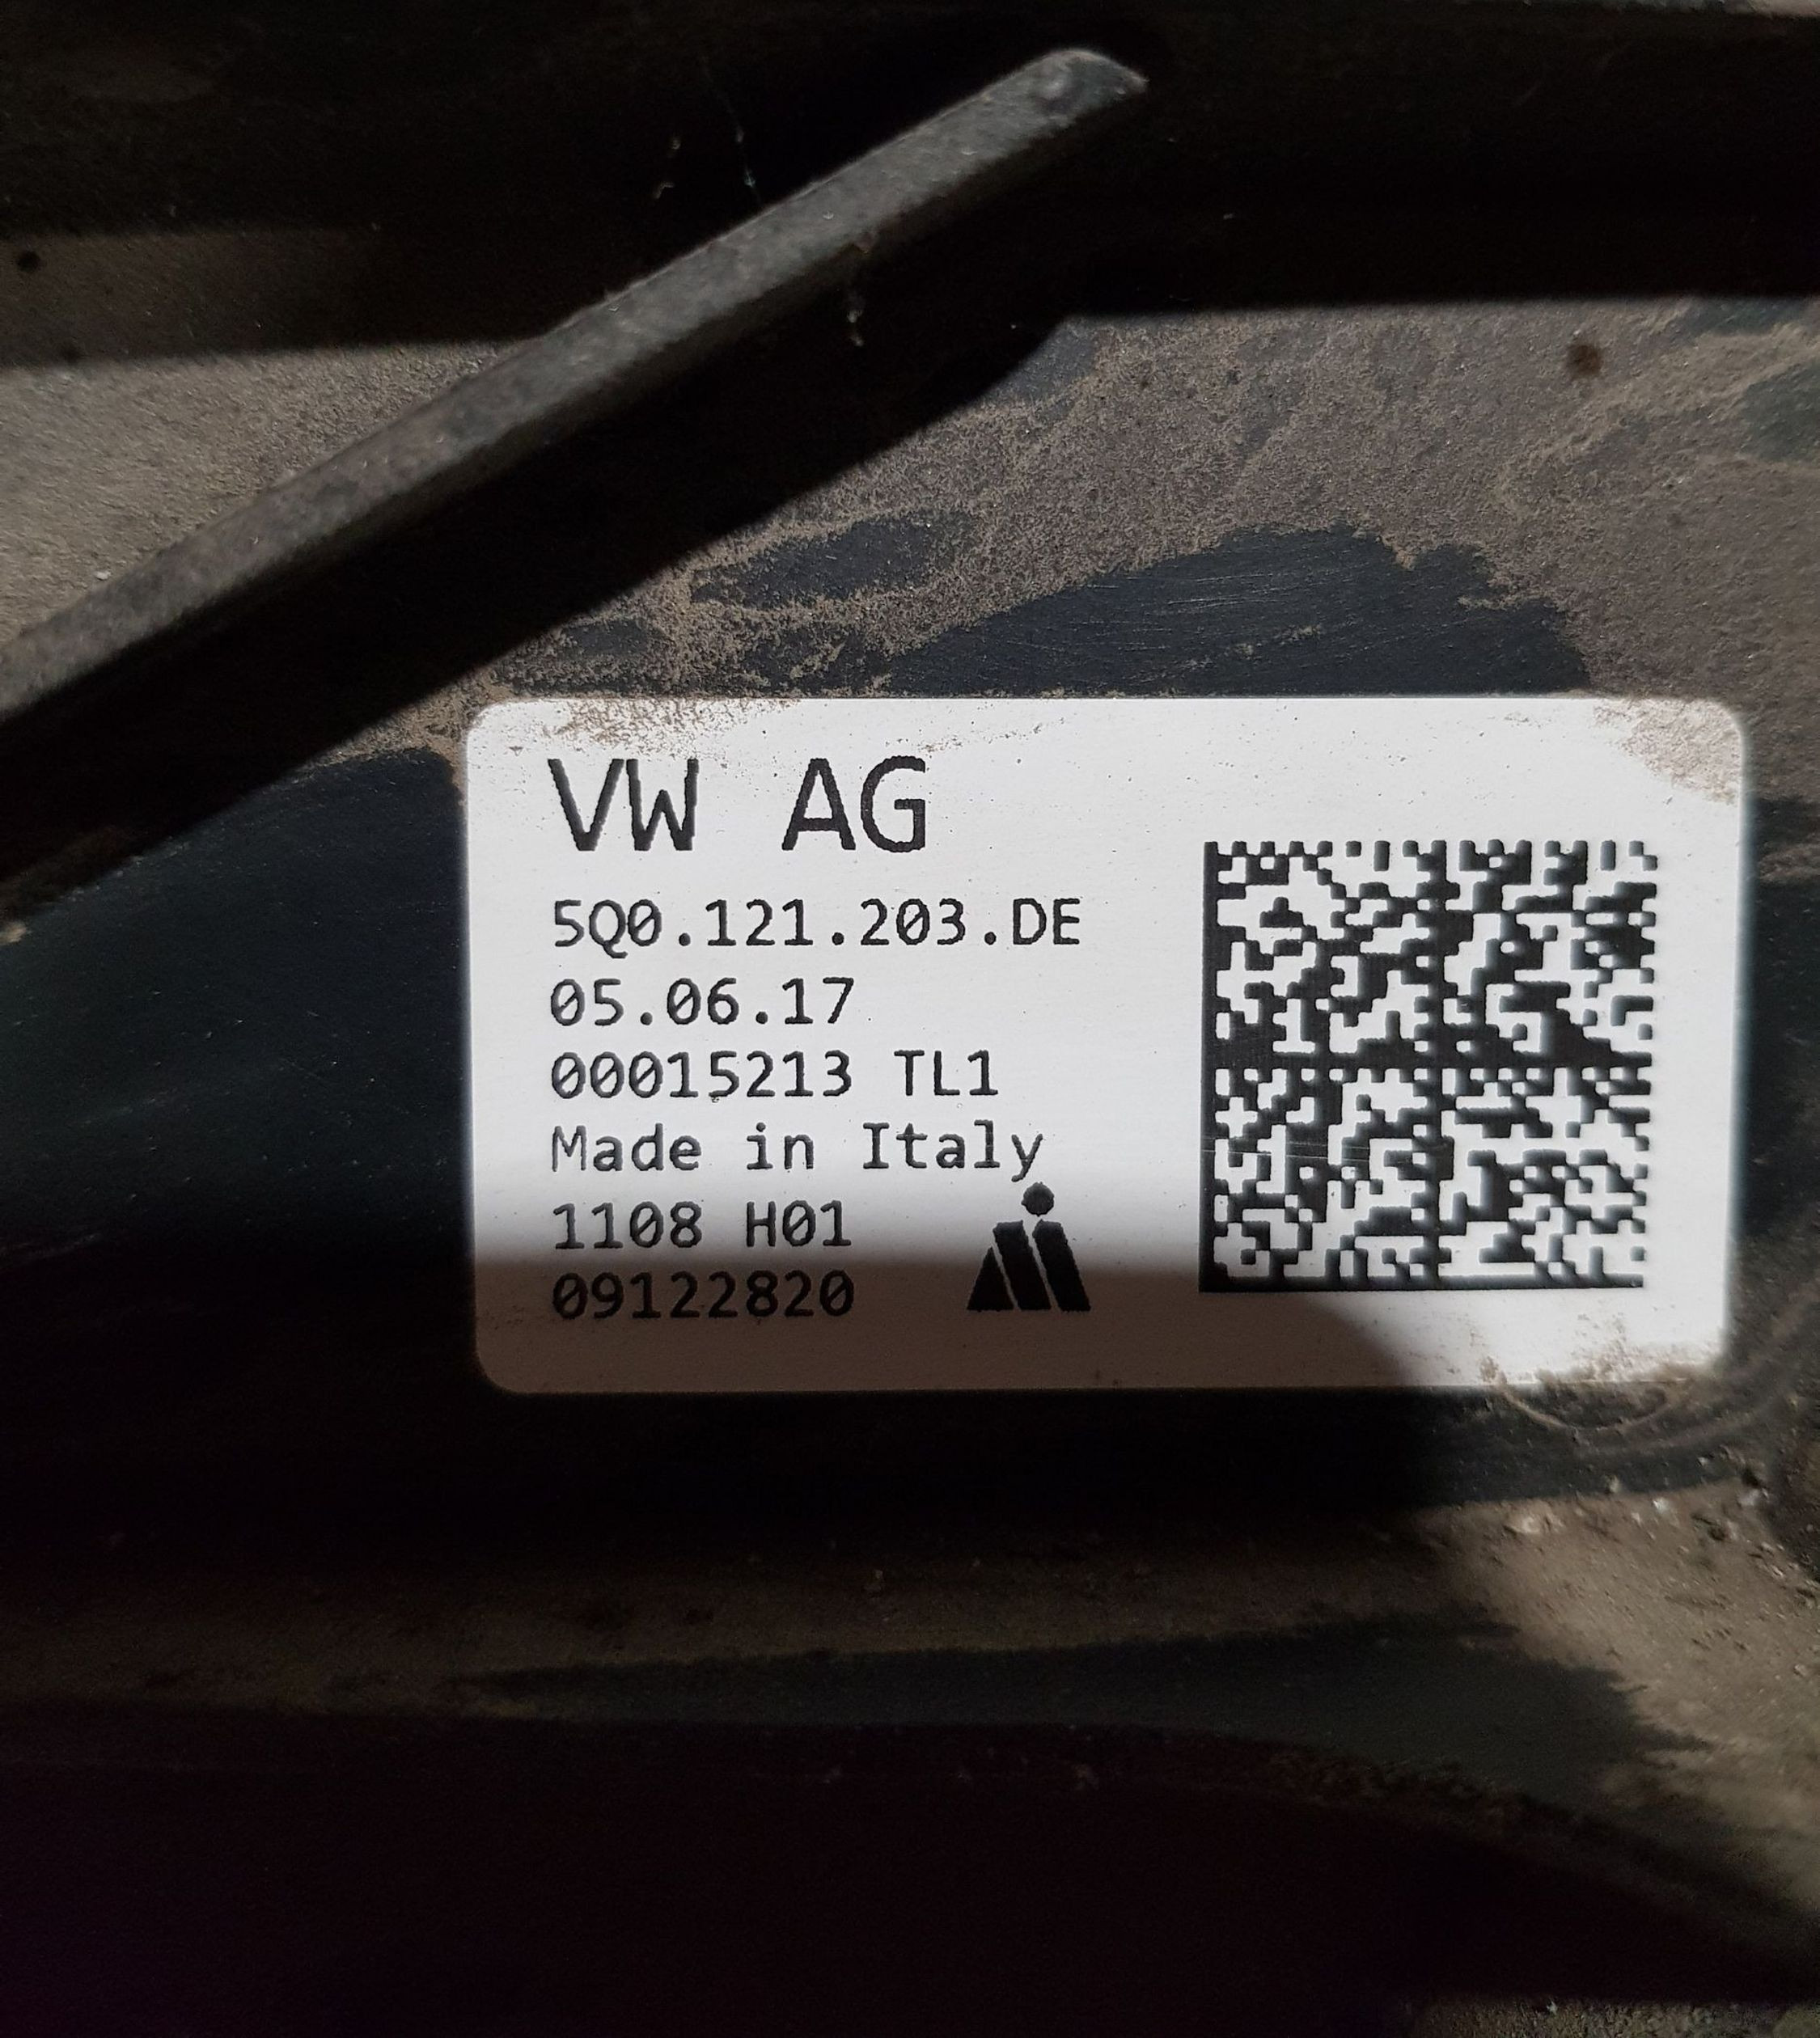 VW AG
5Q0.121.203.DE
05.06.17
00015213 TL1
Made in Italy
1108 H01
09122820